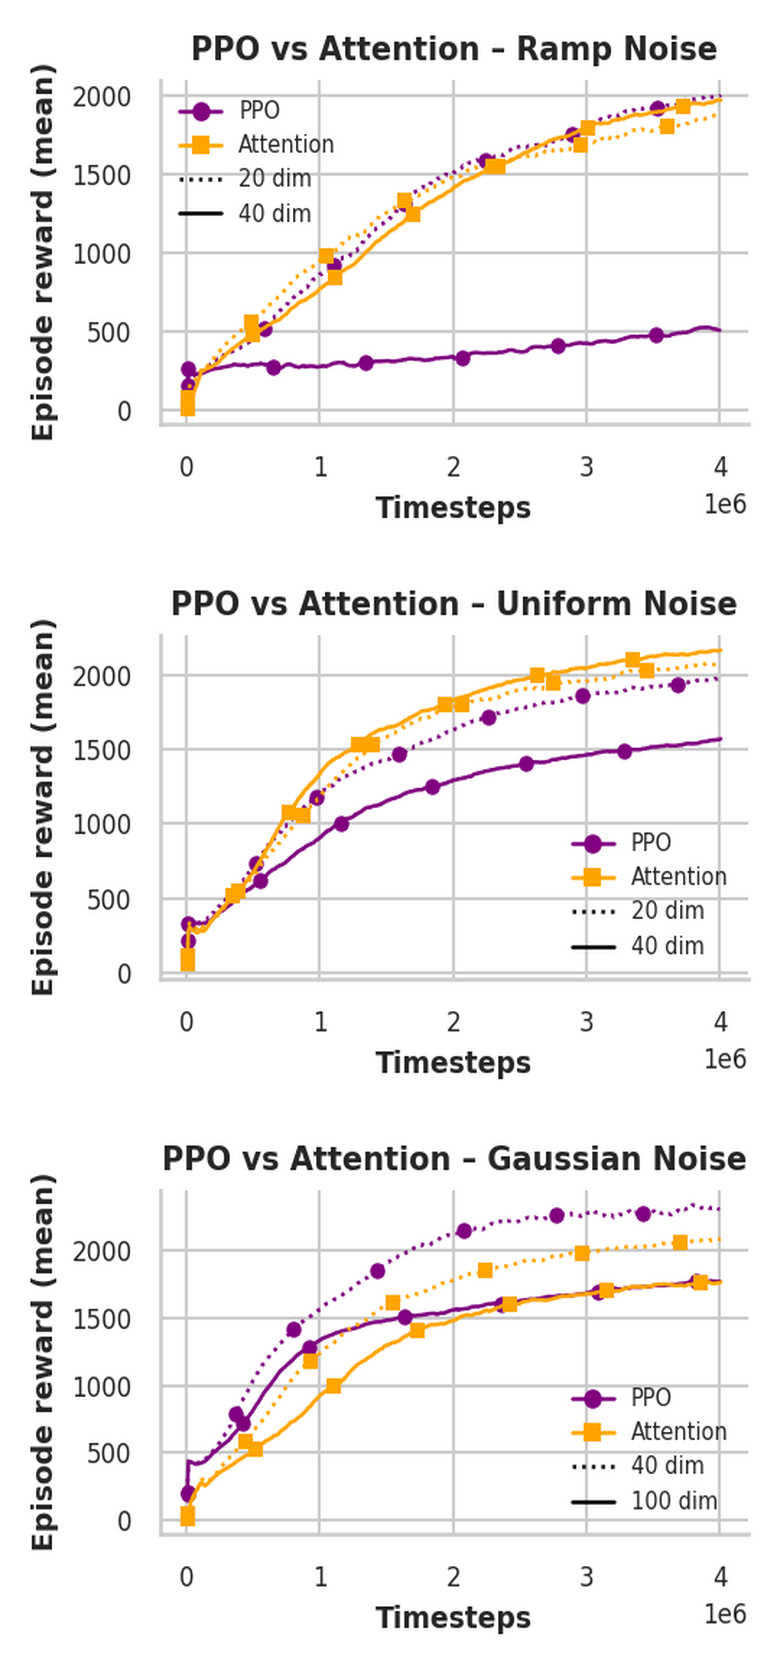 PPO vs Attention – Ramp Noise
Episode reward (mean)
2000
1500
1000
500
0
PPO
Attention
20 dim
40 dim
0 1 2 3 4
1e6
Timesteps
PPO vs Attention – Uniform Noise
Episode reward (mean)
2000
1500
1000
500
0
PPO
Attention
20 dim
40 dim
0 1 2 3 4
1e6
Timesteps
PPO vs Attention – Gaussian Noise
Episode reward (mean)
2000
1500
1000
500
0
PPO
Attention
40 dim
100 dim
0 1 2 3 4
1e6
Timesteps